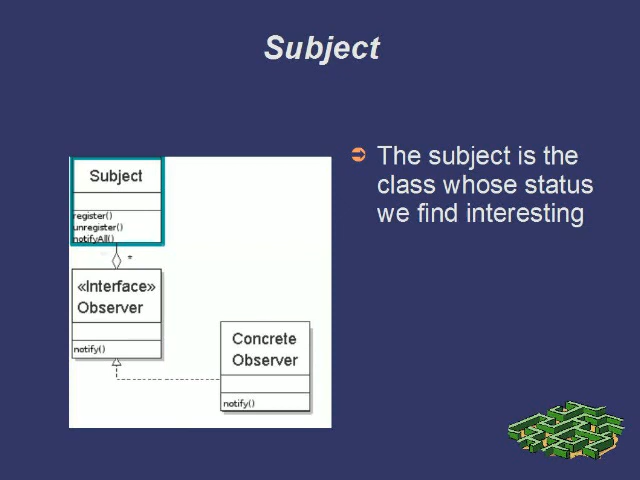 Subject
The subject is the
class whose status
we find interesting
Subject
register()
unregister()
notifyAll()
*
«Interface»
Observer
notify()
Concrete
Observer
notify()